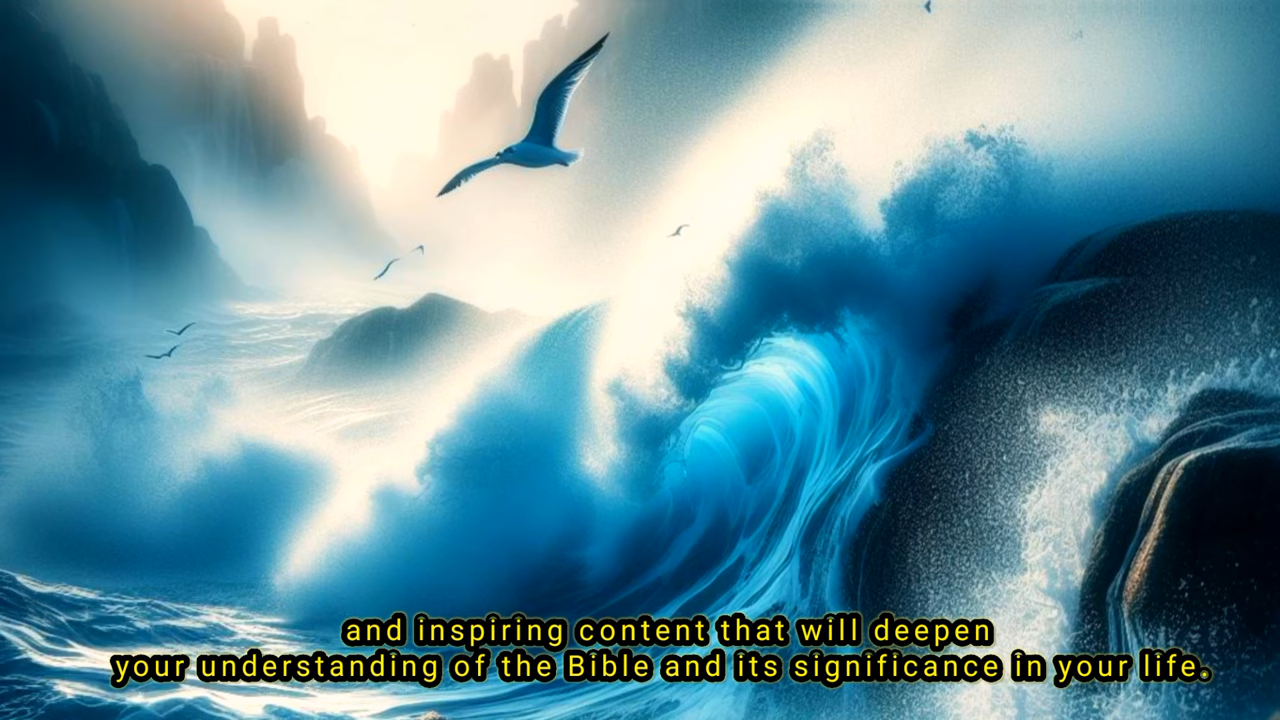 and inspiring content that will deepen
your understanding of the Bible and its significance in your life.